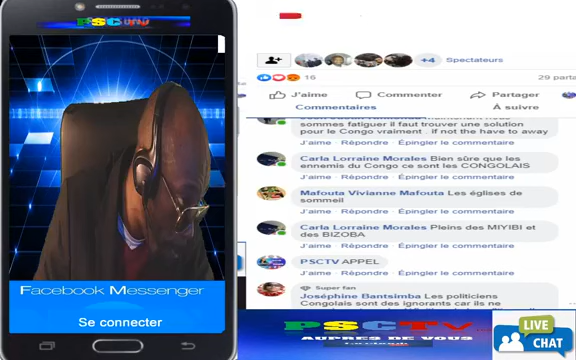 PSCTV
Facebook Messenger
Se connecter
+4 Spectateurs
16
J'aime Commenter Partager
Commentaires À suivre
sommes fatiguer il faut trouver une solution
pour le Congo vraiment . if not the have to away
J'aime · Répondre · Épingler le commentaire
Carla Lorraine Morales Bien sûre que les
ennemis du Congo ce sont les CONGOLAIS
J'aime · Répondre · Épingler le commentaire
Mafouta Vivianne Mafouta Les églises de
sommeil
J'aime · Répondre · Épingler le commentaire
Carla Lorraine Morales Pleins des MIYIBI et
des BIZOBA
J'aime · Répondre · Épingler le commentaire
PSCTV APPEL
J'aime · Répondre · Épingler le commentaire
Super fan
Joséphine Bantsimba Les politiciens
Congolais sont des ignorants car ils ne
PSCTV
AUPRES DE VOUS
LIVE
CHAT